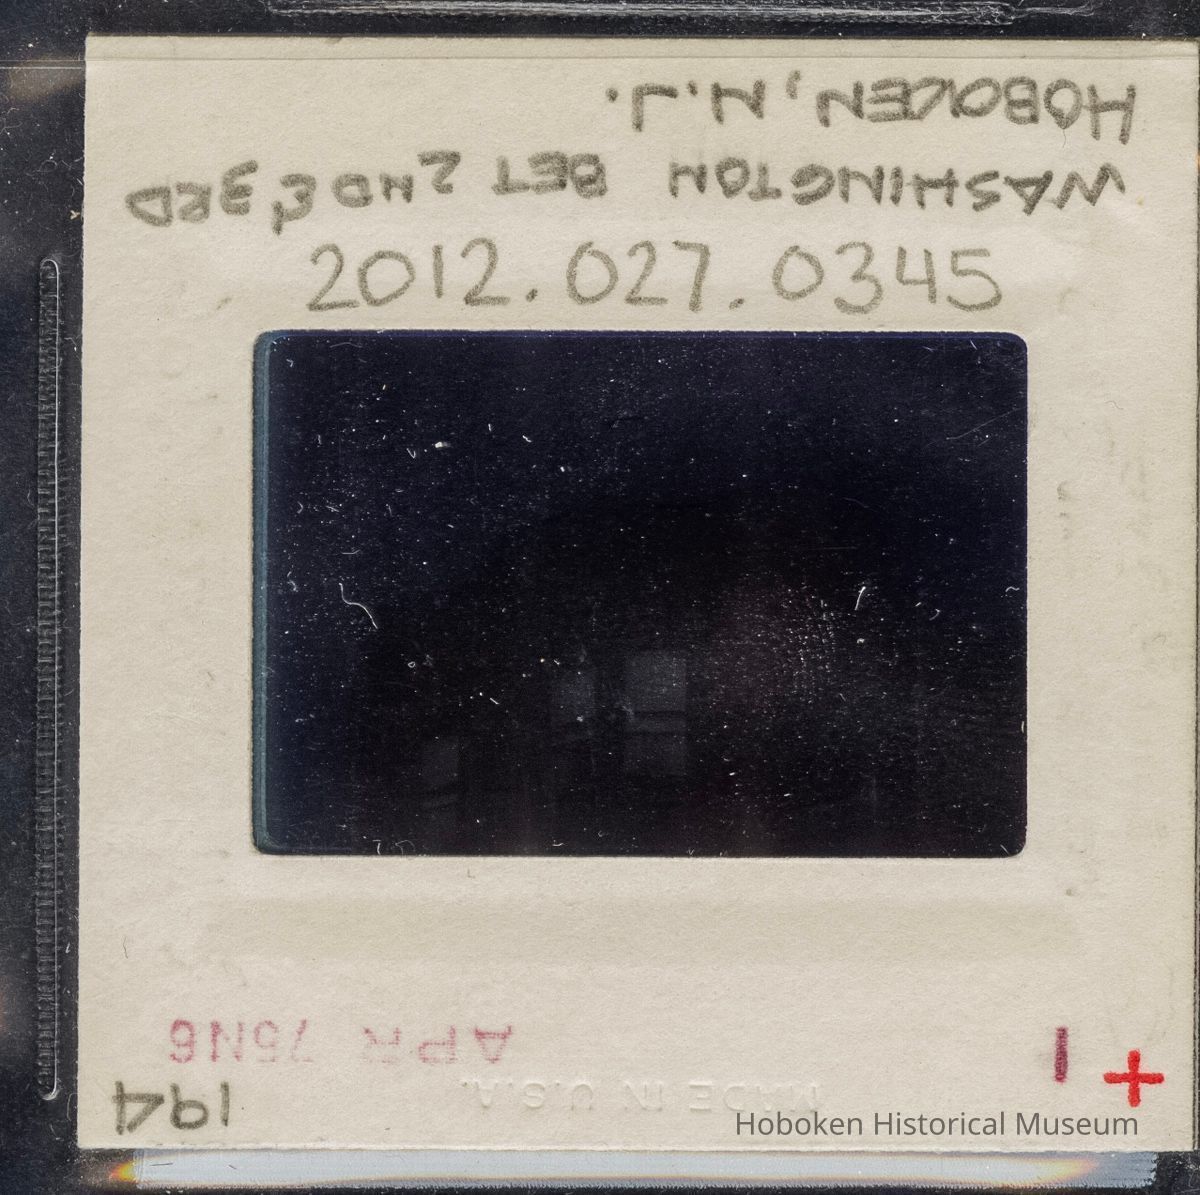 HOBOKEN, N.J.
WASHINGTON BET 2ND & 3RD
2012.027.0345
APR 75N6
194
1
+
MADE IN U.S.A.
Hoboken Historical Museum